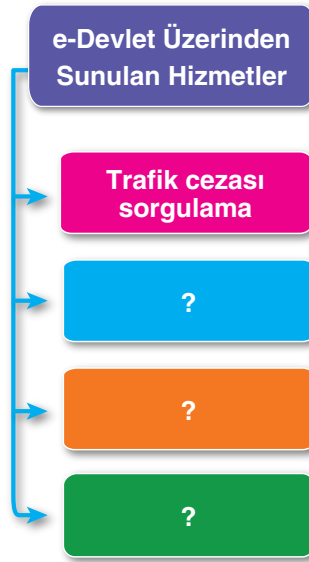 e-Devlet Üzerinden
Sunulan Hizmetler
Trafik cezası
sorgulama
?
?
?